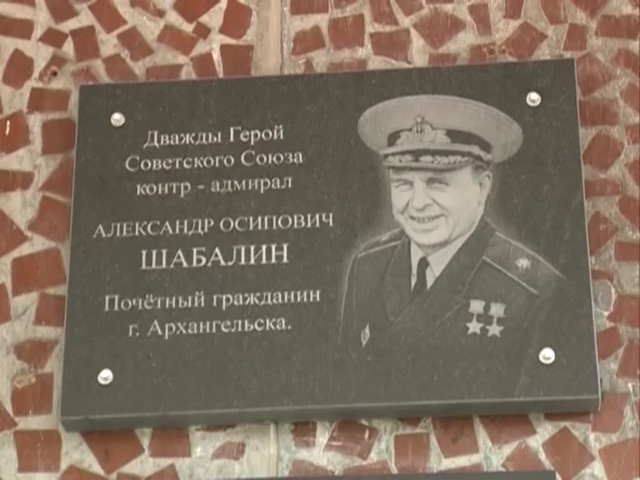 Дважды Герой
Советского Союза
контр - адмирал
АЛЕКСАНДР ОСИПОВИЧ
ШАБАЛИН
Почётный гражданин
г. Архангельска.